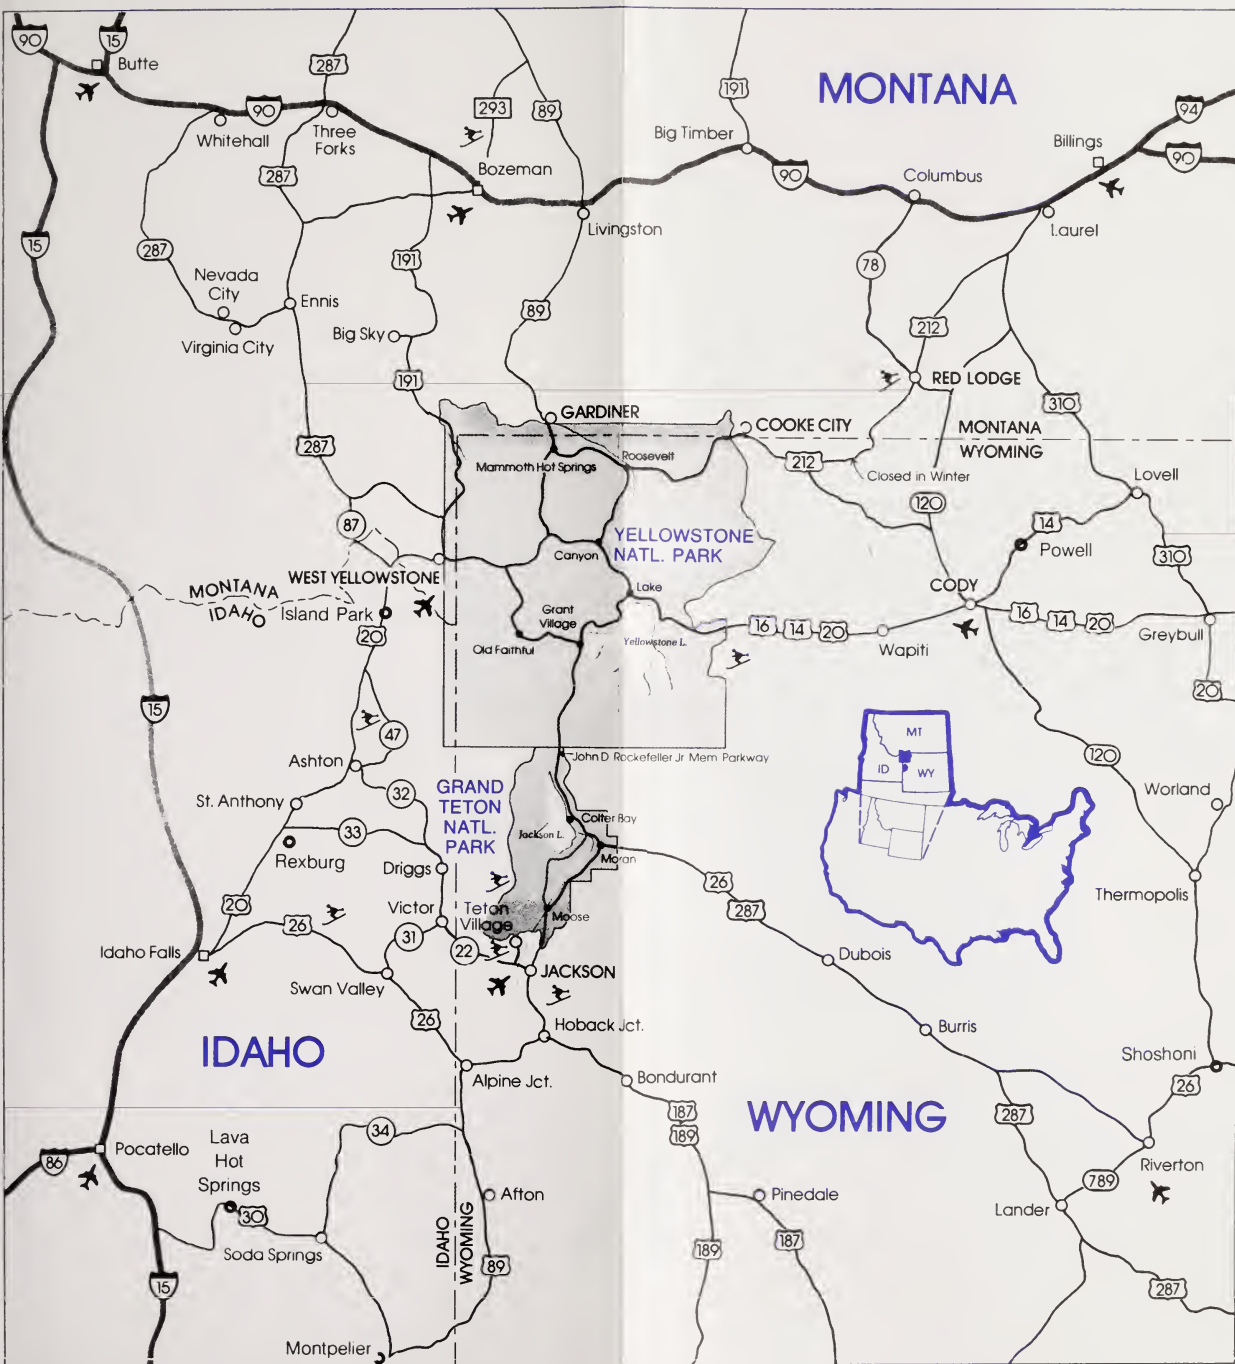 90
15
Butte
287
191
MONTANA
90
Whitehall
Three
Forks
293
89
Big Timber
94
Billings
90
Bozeman
287
90
Columbus
Livingston
Laurel
15
287
191
78
Nevada
City
Ennis
89
Virginia City
Big Sky
212
191
RED LODGE
310
GARDINER
COOKE CITY
MONTANA
WYOMING
287
Mammoth Hot Springs
Roosevelt
212
Closed in Winter
Lovell
120
87
14
YELLOWSTONE
NATL. PARK
Canyon
Powell
310
WEST YELLOWSTONE
MONTANA
IDAHO
Island Park
Lake
CODY
Grant
Village
16
14
20
16
14
20
20
Greybull
Old Faithful
Yellowstone L.
Wapiti
20
15
47
MT
ID
WY
John D Rockefeller Jr Mem Parkway
120
Ashton
GRAND
TETON
NATL.
PARK
32
St. Anthony
Worland
33
Colter Bay
Jackson L.
Rexburg
Moran
Driggs
26
287
Thermopolis
20
26
Victor
Teton
Village
Moose
31
22
Idaho Falls
Dubois
Swan Valley
JACKSON
26
Hoback Jct.
Burris
IDAHO
Shoshoni
Alpine Jct.
Bondurant
26
187
189
WYOMING
287
34
Pocatello
Lava
Hot
Springs
86
Riverton
789
Afton
Pinedale
Lander
30
Soda Springs
IDAHO
WYOMING
189
187
89
15
287
Montpelier